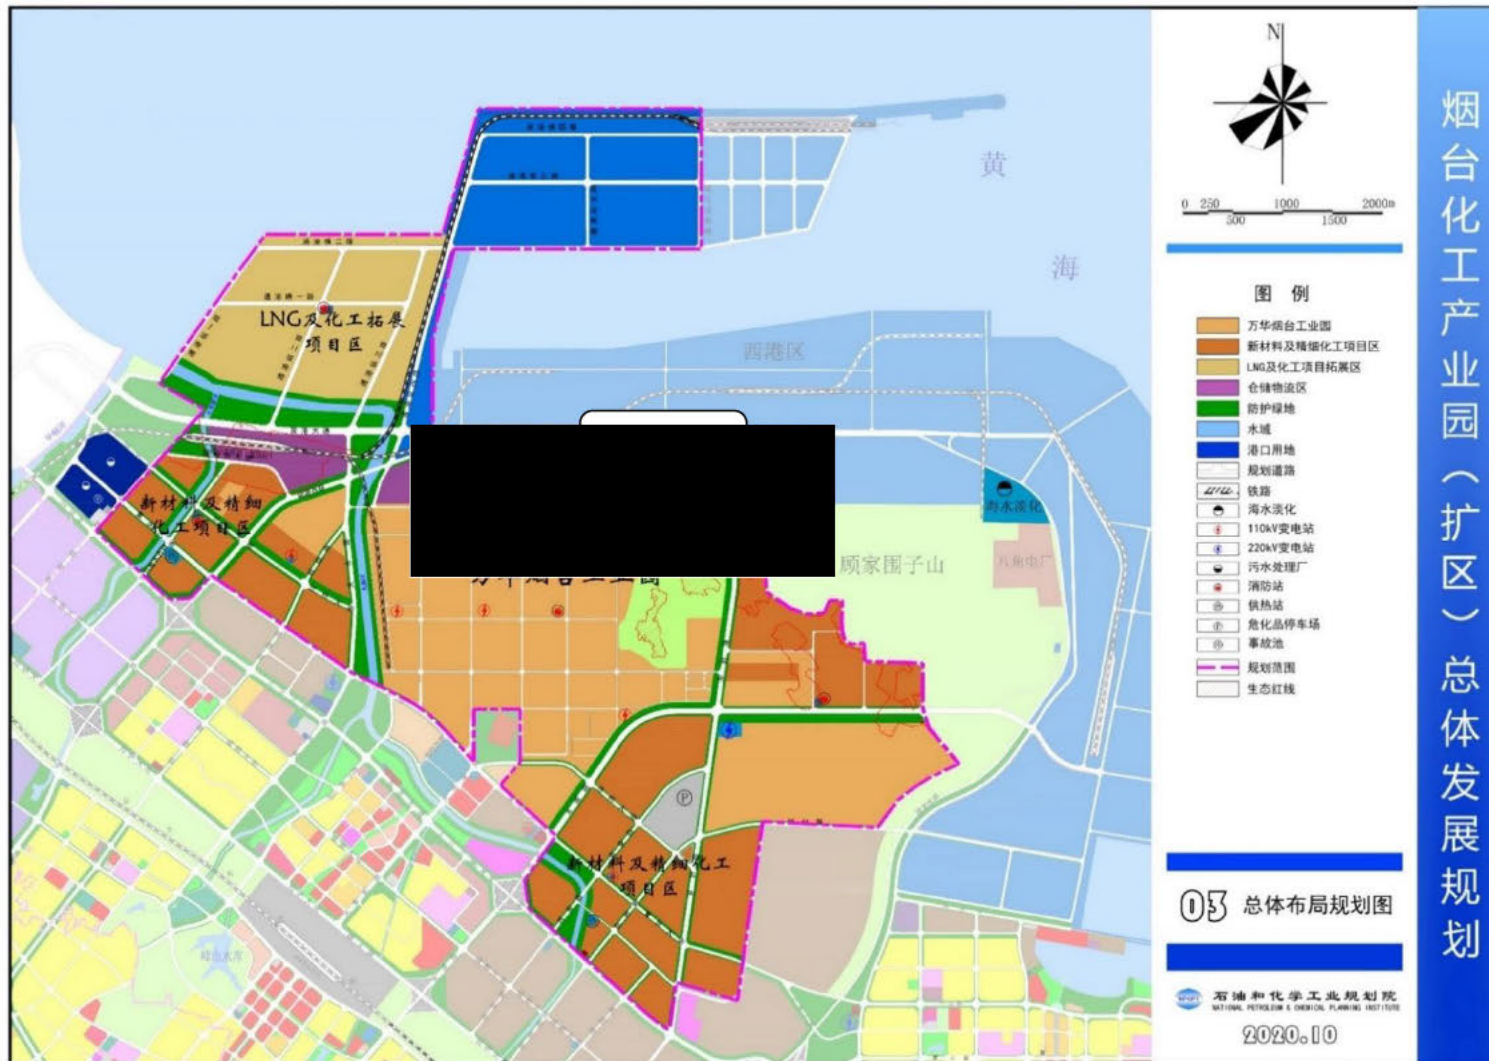 烟台化工产业园（扩区）总体发展规划
N
0 250 1000 2000m
500 1500
黄
海
图例
万华烟台工业园
新材料及精细化工项目区
LNG及化工项目拓展区
仓储物流区
防护绿地
水域
港口用地
规划道路
铁路
海水淡化
110kV变电站
220kV变电站
污水处理厂
消防站
供热站
危化品停车场
事故池
规划范围
生态红线
LNG及化工拓展
项目区
西港区
新材料及精细
化工项目区
海水淡化
顾家围子山
八角电厂
P
新材料及精细化工
项目区
03 总体布局规划图
石油和化学工业规划院
NATIONAL PETROLEUM & CHEMICAL PLANNING INSTITUTE
2020.10